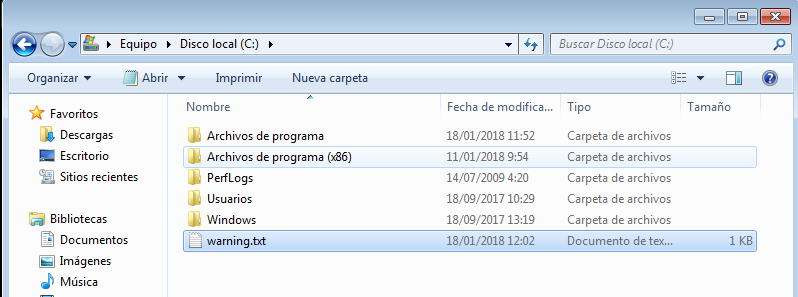 Equipo ▸ Disco local (C:) ▸
Buscar Disco local (C:)
Organizar Abrir Imprimir Nueva carpeta
Favoritos
Descargas
Escritorio
Sitios recientes
Bibliotecas
Documentos
Imágenes
Música
Nombre Fecha de modifica... Tipo Tamaño
Archivos de programa 18/01/2018 11:52 Carpeta de archivos
Archivos de programa (x86) 11/01/2018 9:54 Carpeta de archivos
PerfLogs 14/07/2009 4:20 Carpeta de archivos
Usuarios 18/09/2017 10:29 Carpeta de archivos
Windows 18/09/2017 13:19 Carpeta de archivos
warning.txt 18/01/2018 12:02 Documento de tex... 1 KB